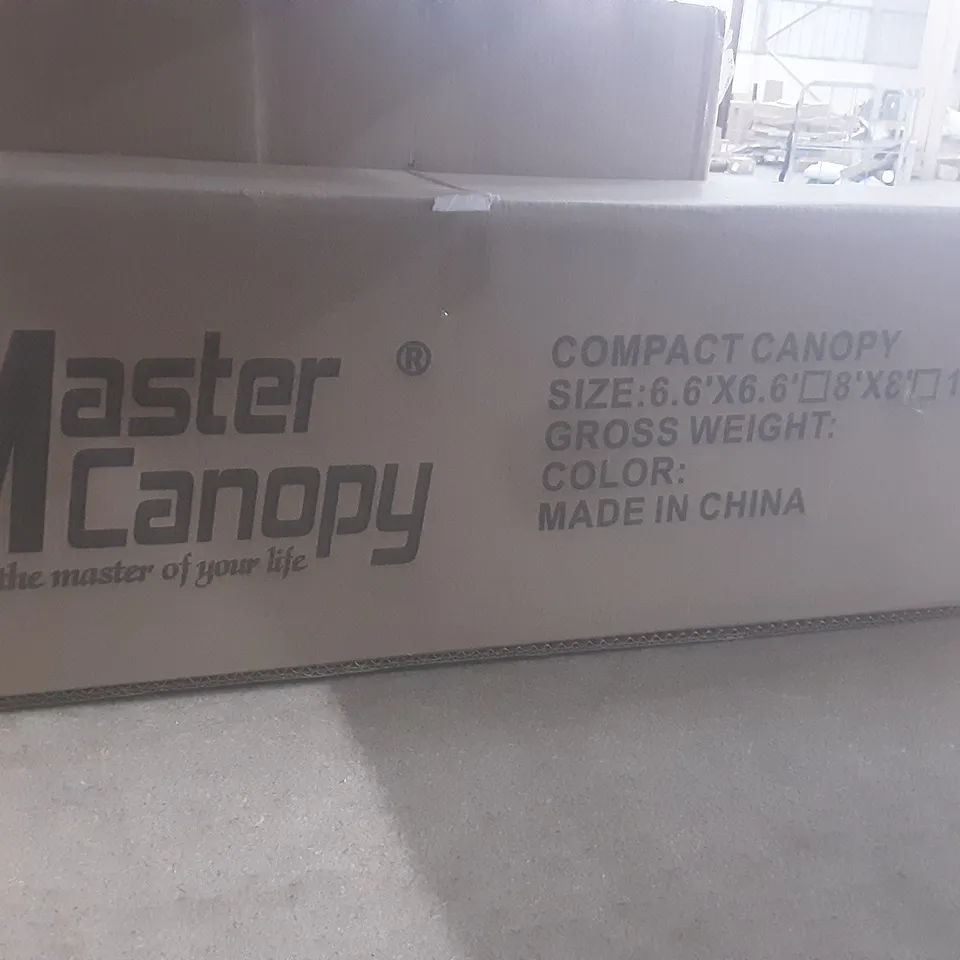 Master ®
Canopy
the master of your life
COMPACT CANOPY
SIZE:6.6'X6.6'□8'X8'□1
GROSS WEIGHT:
COLOR:
MADE IN CHINA